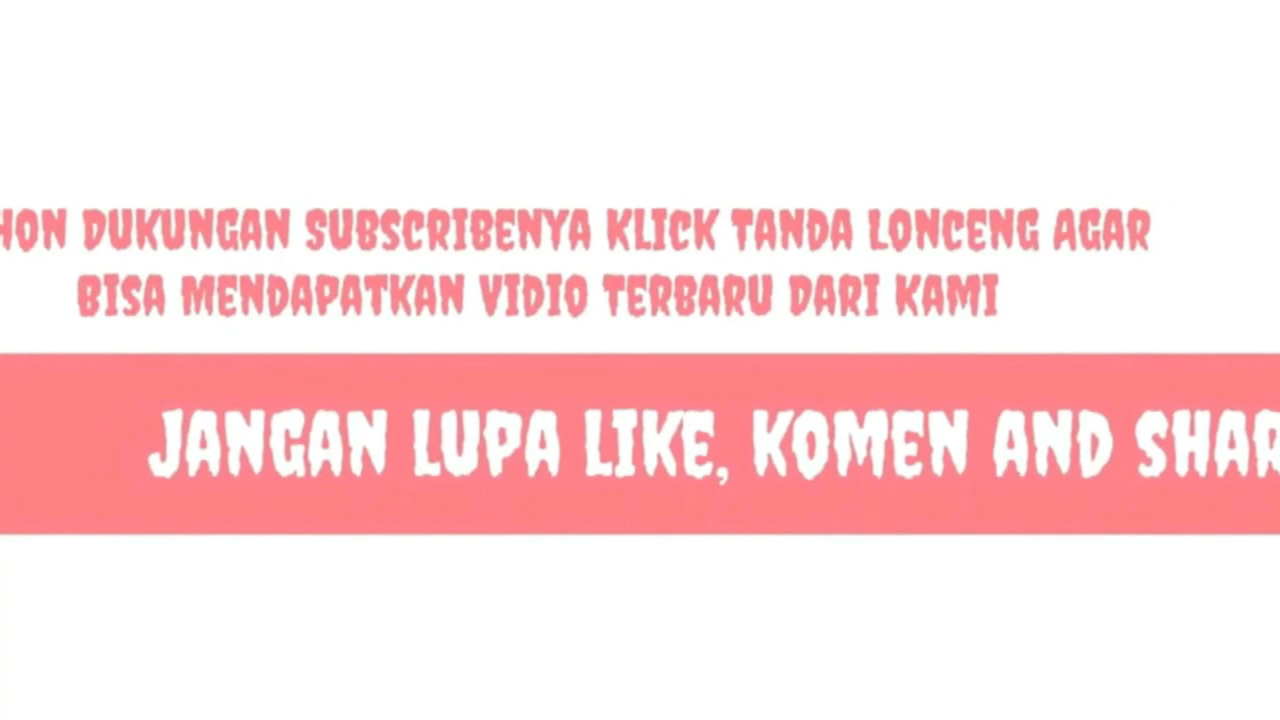 HON DUKUNGAN SUBSCRIBENYA KLICK TANDA LONCENG AGAR
BISA MENDAPATKAN VIDIO TERBARU DARI KAMI
JANGAN LUPA LIKE, KOMEN AND SHAR